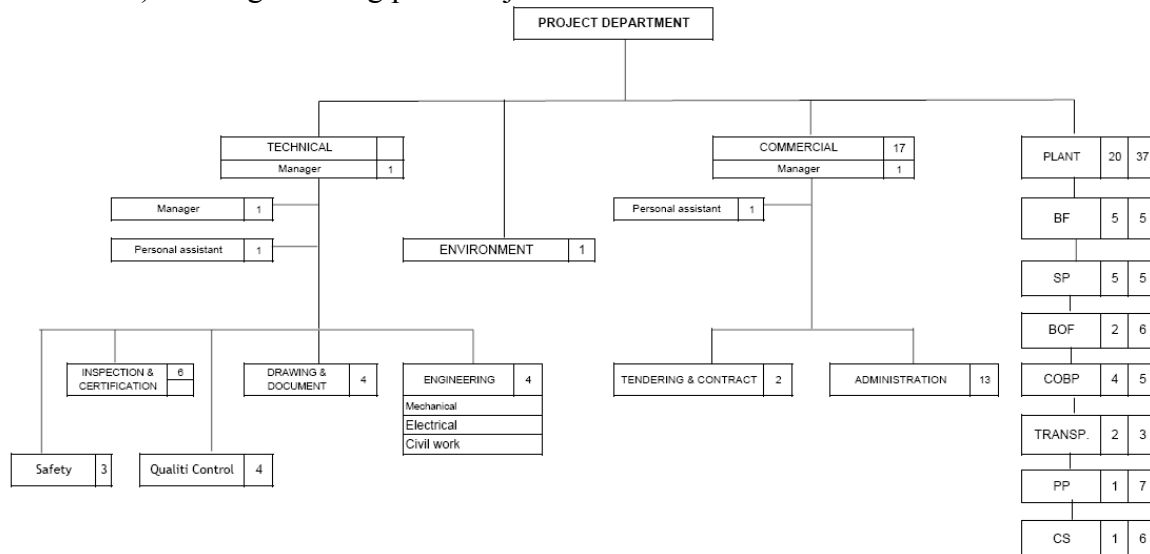 PROJECT DEPARTMENT
TECHNICAL
Manager 1
COMMERCIAL 17
Manager 1
PLANT 20 37
Manager 1
Personal assistant 1
Personal assistant 1
ENVIRONMENT 1
BF 5 5
SP 5 5
BOF 2 6
INSPECTION & CERTIFICATION 6
DRAWING & DOCUMENT 4
ENGINEERING 4
Mechanical
Electrical
Civil work
TENDERING & CONTRACT 2
ADMINISTRATION 13
COBP 4 5
TRANSP. 2 3
Safety 3
Qualiti Control 4
PP 1 7
CS 1 6